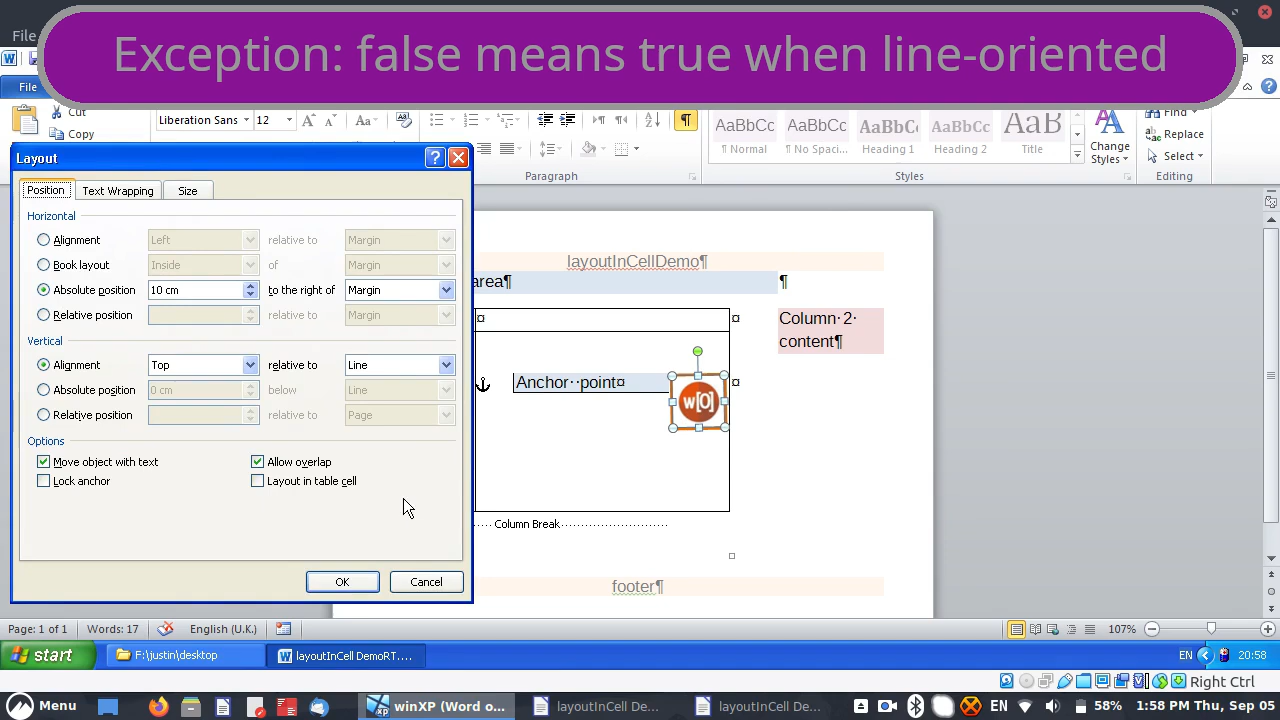 Exception: false means true when line-oriented
File
File
Cut
Copy
Liberation Sans
12
Aa
AaBbCc
¶ Normal
AaBbCc
¶ No Spaci...
AaBbC
Heading 1
AaBbCc
Heading 2
AaB
Title
Change
Styles
Find
Replace
Select
Paragraph
Styles
Editing
Layout
Position
Text Wrapping
Size
Horizontal
Alignment
Left
relative to
Margin
Book layout
Inside
of
Margin
Absolute position
10 cm
to the right of
Margin
Relative position
relative to
Margin
Vertical
Alignment
Top
relative to
Line
Absolute position
0 cm
below
Line
Relative position
relative to
Page
Options
Move object with text
Allow overlap
Lock anchor
Layout in table cell
OK
Cancel
layoutInCellDemo¶
area¶
¶
¤
¤
Column·2·
content¶
Anchor··point¤
¤
w[O]
Column Break
footer¶
Page: 1 of 1
Words: 17
English (U.K.)
107%
start
F:\justin\desktop
layoutInCell DemoRT....
EN
20:58
Right Ctrl
Menu
winXP (Word o...
layoutInCell De...
layoutInCell De...
EN
58%
1:58 PM Thu, Sep 05